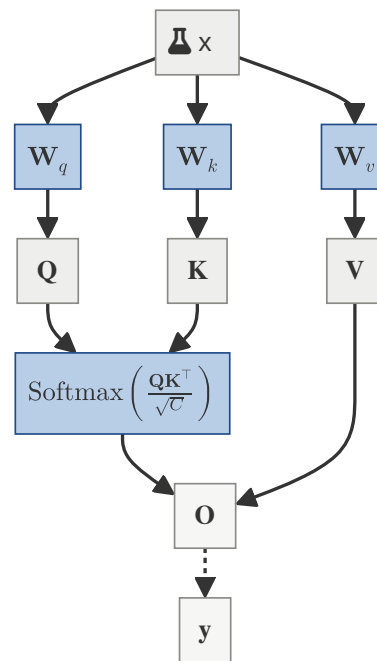 x
W_q W_k W_v
Q K V
Softmax(QK^⊤/√C)
O
y